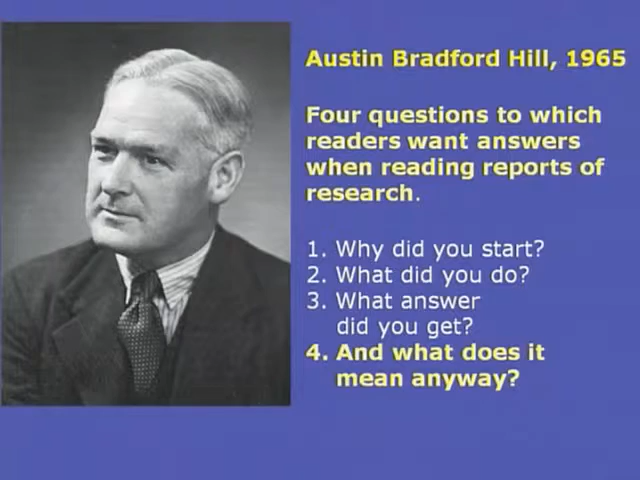 Austin Bradford Hill, 1965
Four questions to which
readers want answers
when reading reports of
research.
1. Why did you start?
2. What did you do?
3. What answer
did you get?
4. And what does it
mean anyway?